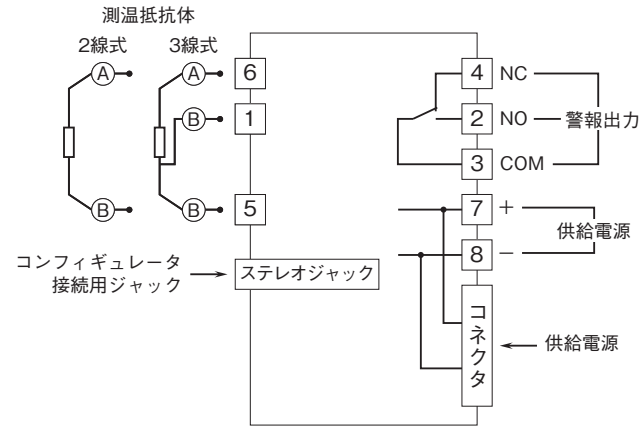 測温抵抗体
2線式 3線式
A A 6 4 NC
B 1 2 NO 警報出力
3 COM
B B 5 7 +
供給電源
8 −
コンフィギュレータ
接続用ジャック
ステレオジャック
コネクタ
供給電源